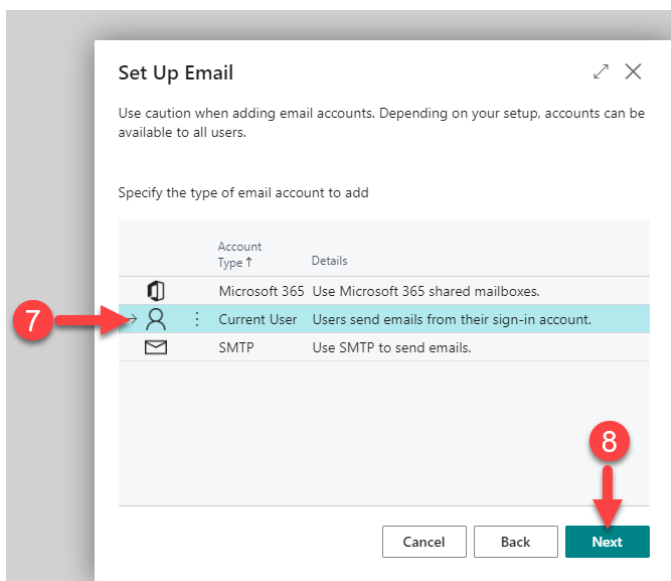 Set Up Email
Use caution when adding email accounts. Depending on your setup, accounts can be
available to all users.
Specify the type of email account to add
Account
Type ↑ Details
Microsoft 365 Use Microsoft 365 shared mailboxes.
7 → Current User Users send emails from their sign-in account.
SMTP Use SMTP to send emails.
8
Cancel Back Next